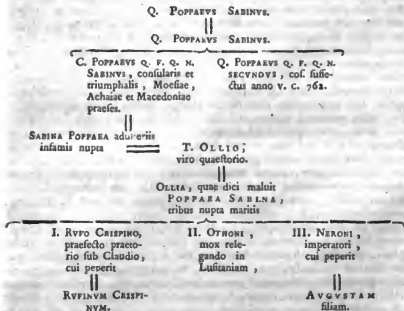 Q. POPPAEVS SABINVS.
Q. POPPAEVS SABINVS.
C. POPPAEVS Q. F. Q. N.
SABINVS, conſularis et
triumphalis, Moeſiae,
Achaiae et Macedoniae
praeſes.
Q. POPPAEVS Q. F. Q. N.
SECVNDVS, coſ. ſuffe-
ctus anno V. C. 762.
SABINA POPPAEA adulteriis
infamis nupta
T. OLLIO,
viro quaeſtorio.
OLLIA, quae dici maluit
POPPAEA SABINA,
tribus nupta maritis
I. RVFO CRISPINO,
praefecto praeto-
rio ſub Claudio,
cui peperit
II. OTHONI,
mox rele-
gando in
Luſitaniam,
III. NERONI,
imperatori,
cui peperit
RVFINVM CRISPI-
NVM.
AVGVSTAM
filiam.